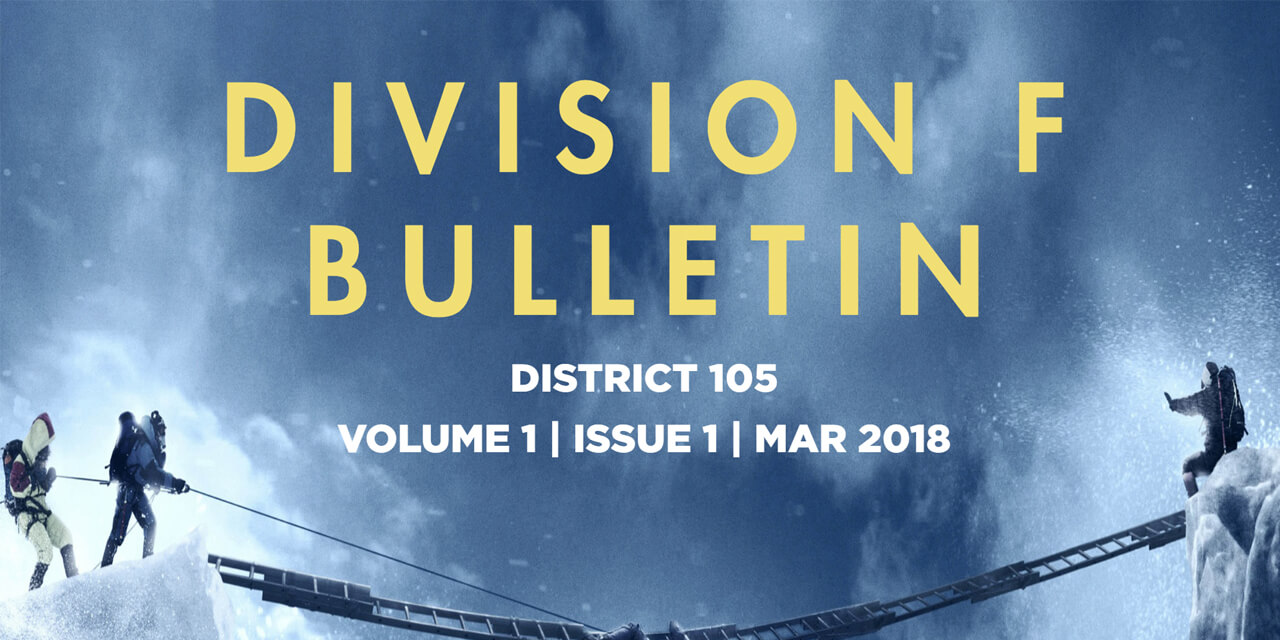 DIVISION F
BULLETIN
DISTRICT 105
VOLUME 1 | ISSUE 1 | MAR 2018